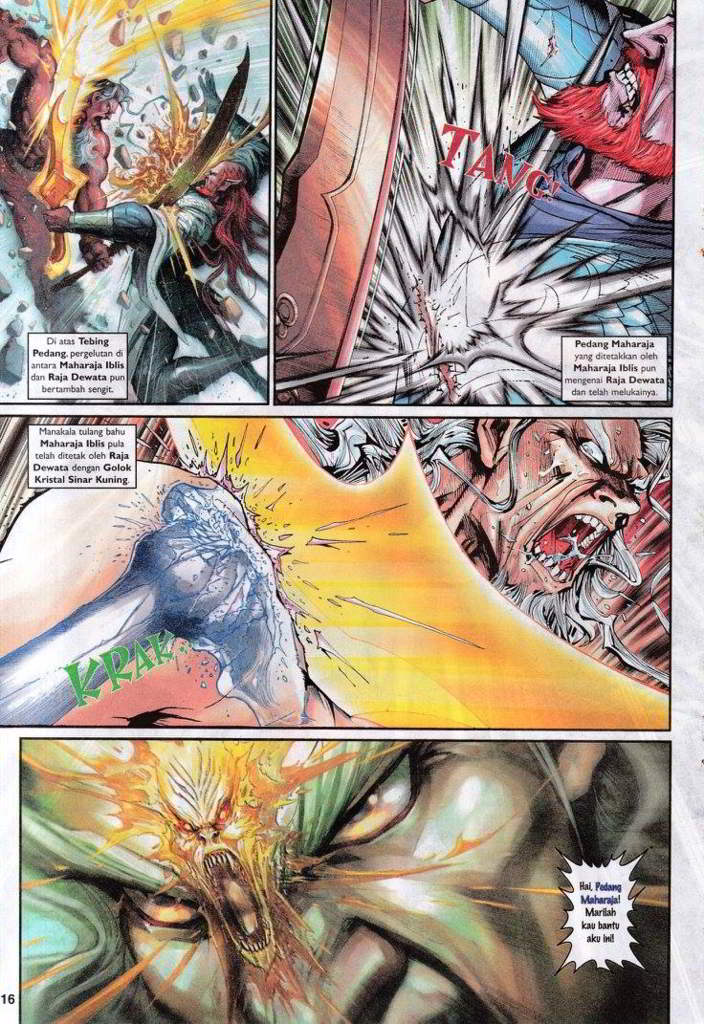 Di atas Tebing
Pedang, pergelutan di
antara Maharaja Iblis
dan Raja Dewata pun
bertambah sengit.
TANG!
Pedang Maharaja
yang ditetakkan oleh
Maharaja Iblis pun
mengenai Raja Dewata
dan telah melukainya.
Manakala tulang bahu
Maharaja Iblis pula
telah ditetak oleh Raja
Dewata dengan Golok
Kristal Sinar Kuning.
KRAK!
Hai, Pedang
Maharaja!
Marilah
kau bantu
aku ini!
16